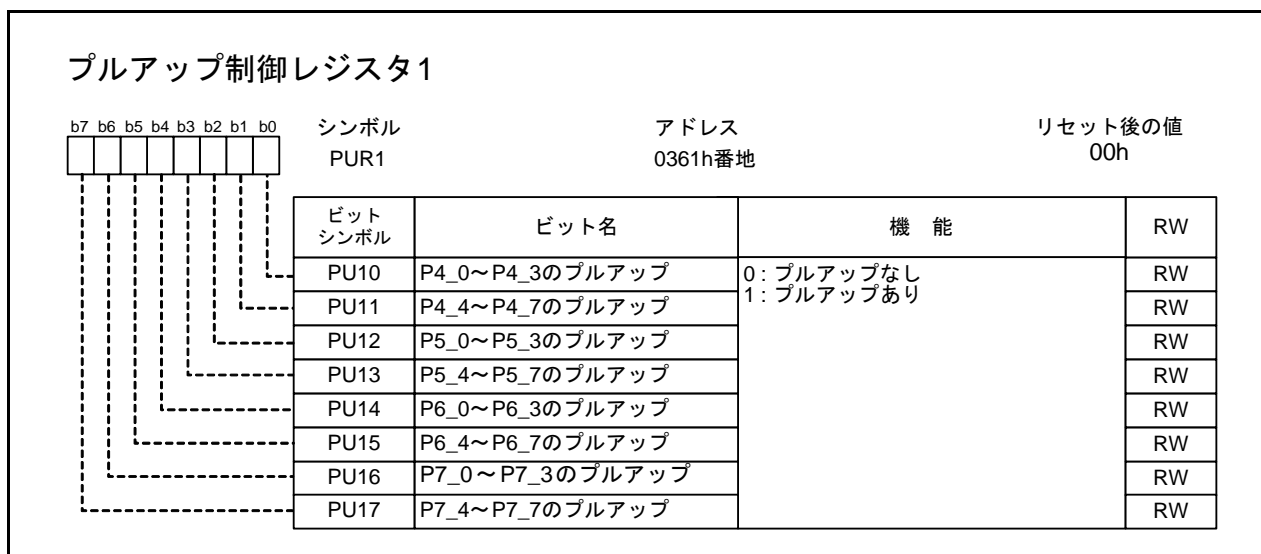 プルアップ制御レジスタ1
b7 b6 b5 b4 b3 b2 b1 b0
シンボル アドレス リセット後の値
PUR1 0361h番地 00h
ビット
シンボル ビット名 機 能 RW
PU10 P4_0～P4_3のプルアップ 0 : プルアップなし RW
1 : プルアップあり
PU11 P4_4～P4_7のプルアップ RW
PU12 P5_0～P5_3のプルアップ RW
PU13 P5_4～P5_7のプルアップ RW
PU14 P6_0～P6_3のプルアップ RW
PU15 P6_4～P6_7のプルアップ RW
PU16 P7_0～P7_3のプルアップ RW
PU17 P7_4～P7_7のプルアップ RW